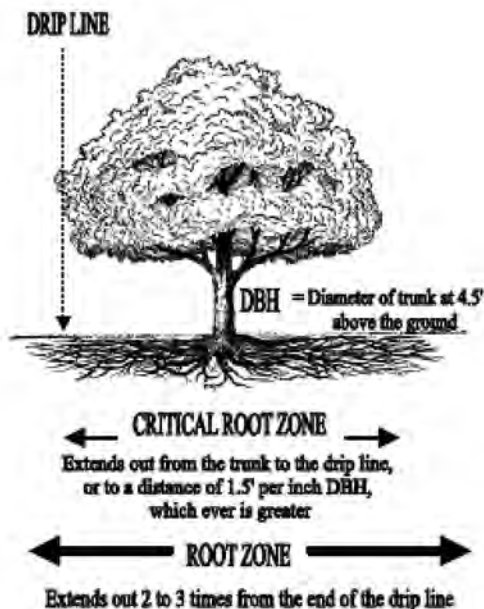 DRIP LINE
DBH = Diameter of trunk at 4.5'
above the ground
CRITICAL ROOT ZONE
Extends out from the trunk to the drip line,
or to a distance of 1.5' per inch DBH,
which ever is greater
ROOT ZONE
Extends out 2 to 3 times from the end of the drip line